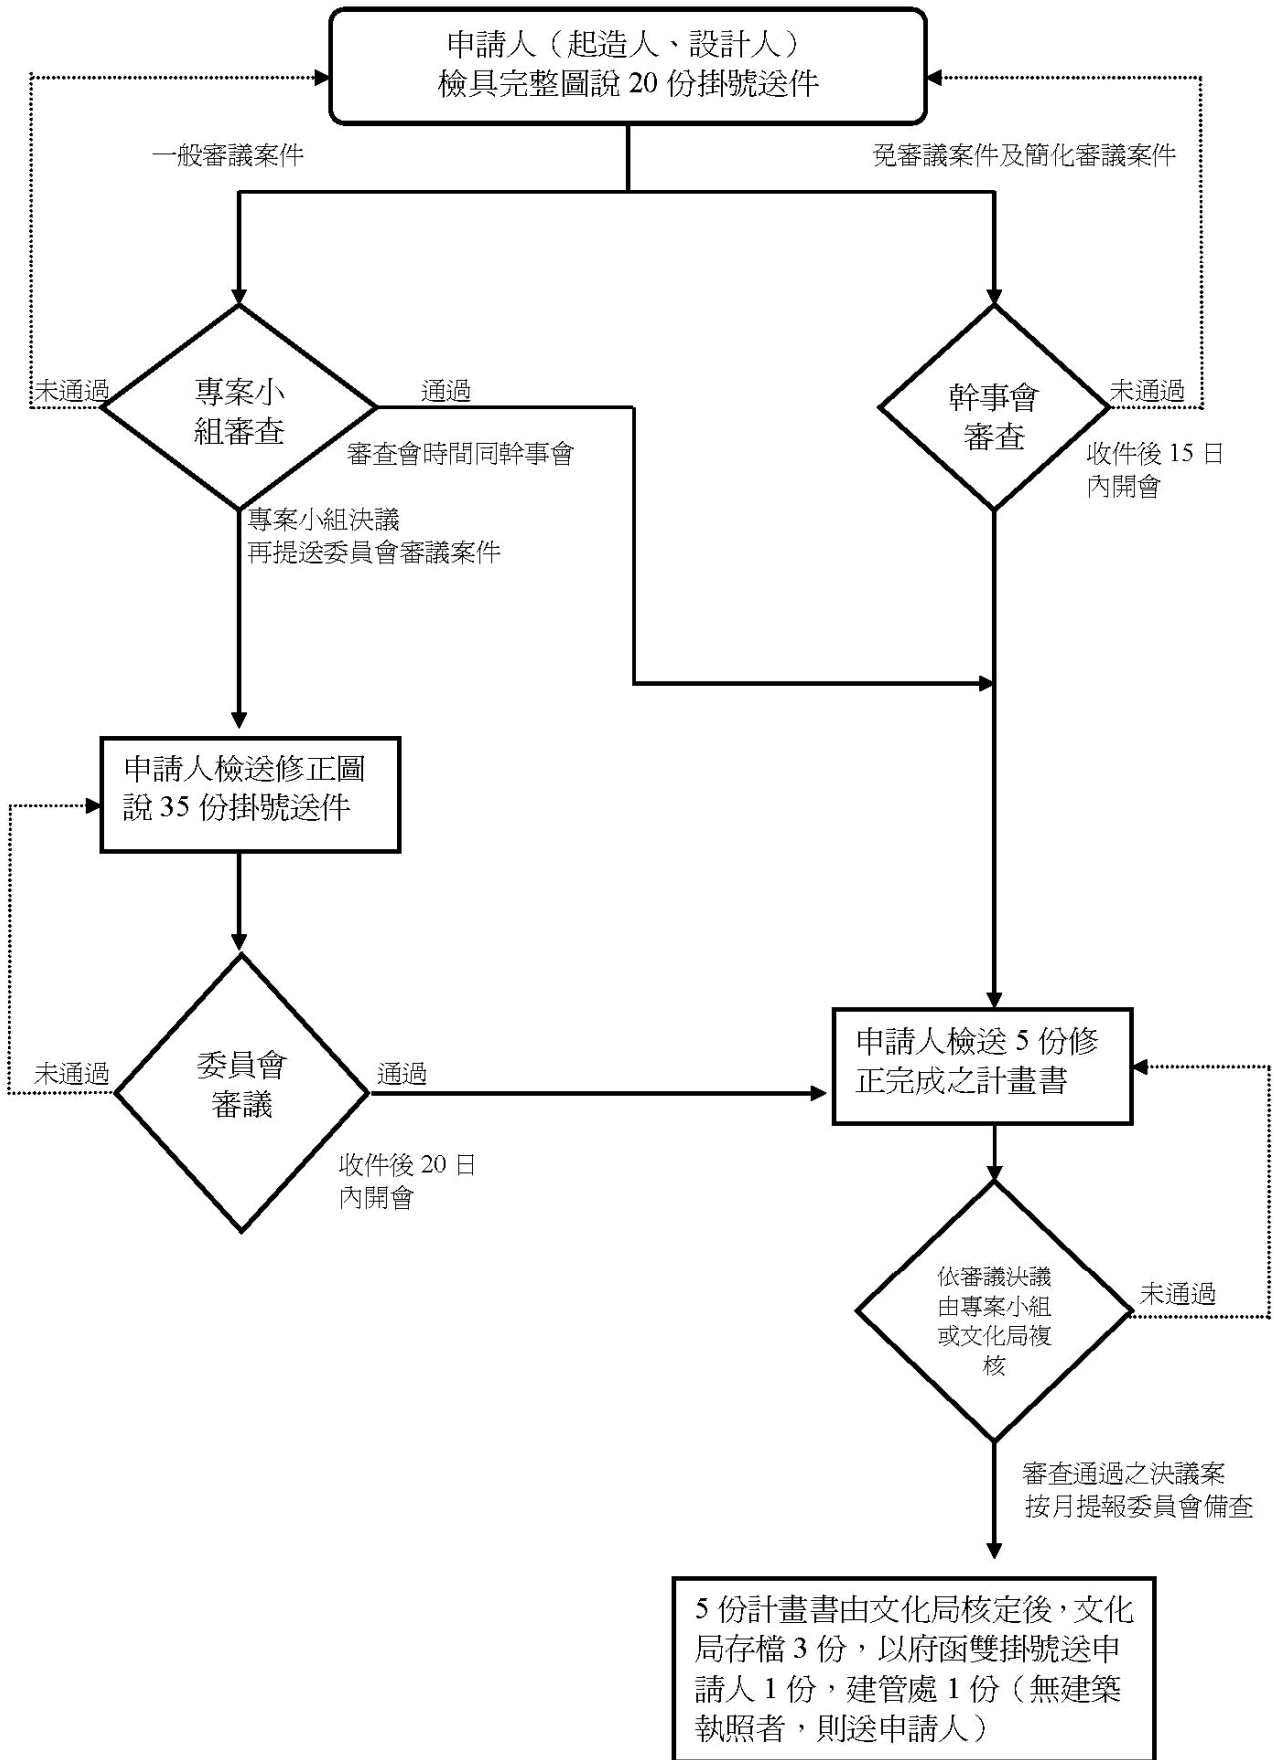 申請人（起造人、設計人）
檢具完整圖說 20 份掛號送件
一般審議案件
免審議案件及簡化審議案件
未通過
專案小
組審查
通過
審查會時間同幹事會
幹事會
審查
未通過
收件後 15 日
內開會
專案小組決議
再提送委員會審議案件
申請人檢送修正圖
說 35 份掛號送件
未通過
委員會
審議
通過
收件後 20 日
內開會
申請人檢送 5 份修
正完成之計畫書
依審議決議
由專案小組
或文化局複
核
未通過
審查通過之決議案
按月提報委員會備查
5 份計畫書由文化局核定後，文化
局存檔 3 份，以府函雙掛號送申
請人 1 份，建管處 1 份（無建築
執照者，則送申請人）